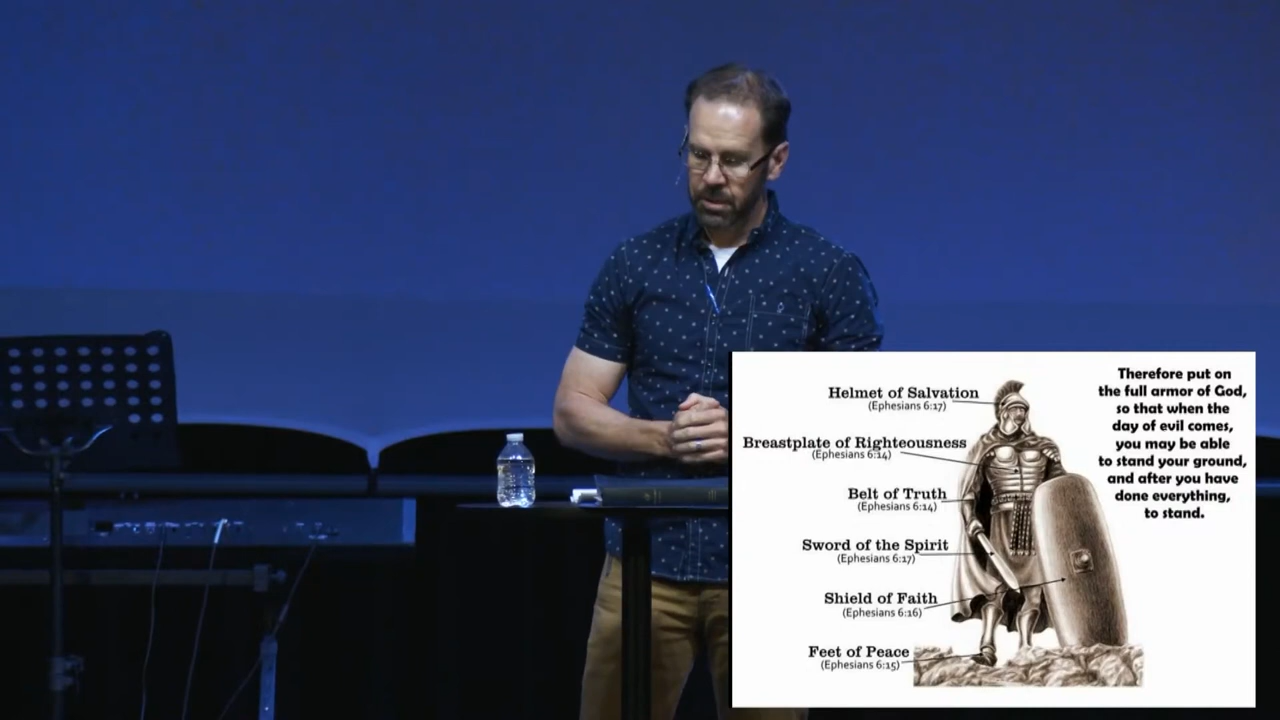 Helmet of Salvation
(Ephesians 6:17)
Breastplate of Righteousness
(Ephesians 6:14)
Belt of Truth
(Ephesians 6:14)
Sword of the Spirit
(Ephesians 6:17)
Shield of Faith
(Ephesians 6:16)
Feet of Peace
(Ephesians 6:15)
Therefore put on
the full armor of God,
so that when the
day of evil comes,
you may be able
to stand your ground,
and after you have
done everything,
to stand.